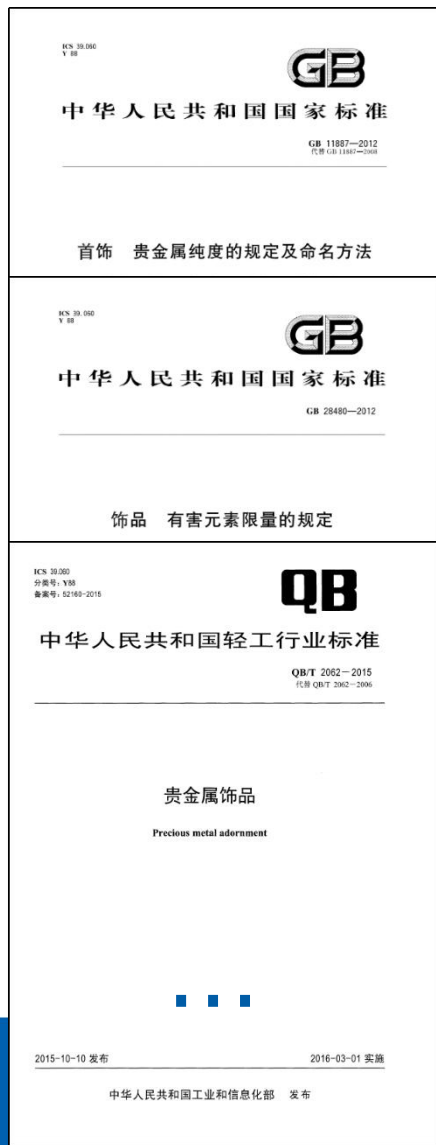 ICS 39.060
Y 88
GB
中华人民共和国国家标准
GB 11887—2012
代替 GB 11887—2008
首饰 贵金属纯度的规定及命名方法
ICS 39.060
Y 88
GB
中华人民共和国国家标准
GB 28480—2012
饰品 有害元素限量的规定
ICS 39.060
分类号：Y88
备案号：52160-2015
QB
中华人民共和国轻工行业标准
QB/T 2062—2015
代替 QB/T 2062—2006
贵金属饰品
Precious metal adornment
2015-10-10 发布
2016-03-01 实施
中华人民共和国工业和信息化部 发布